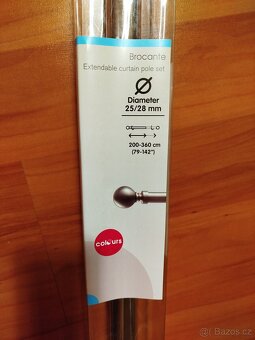 Brocante
Extendable curtain pole set
Diameter
25/28 mm
200-360 cm
(79-142")
colours
© Bazos.cz